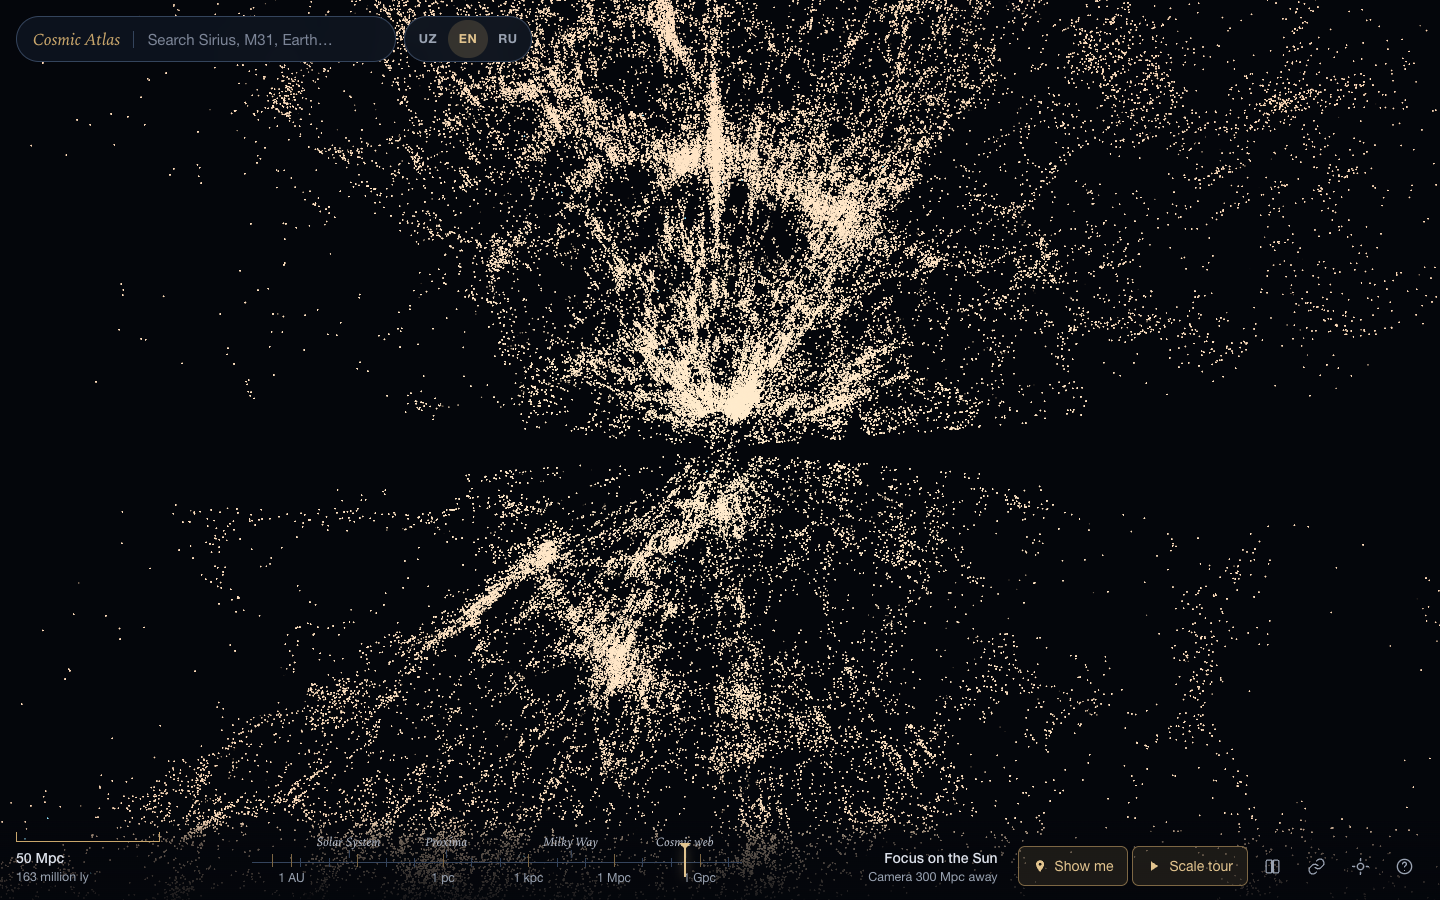 Cosmic Atlas Search Sirius, M31, Earth… UZ EN RU
Solar System Proxima Milky Way Cosmic web
50 Mpc
163 million ly
1 AU 1 pc 1 kpc 1 Mpc 1 Gpc
Focus on the Sun
Camera 300 Mpc away
Show me
Scale tour